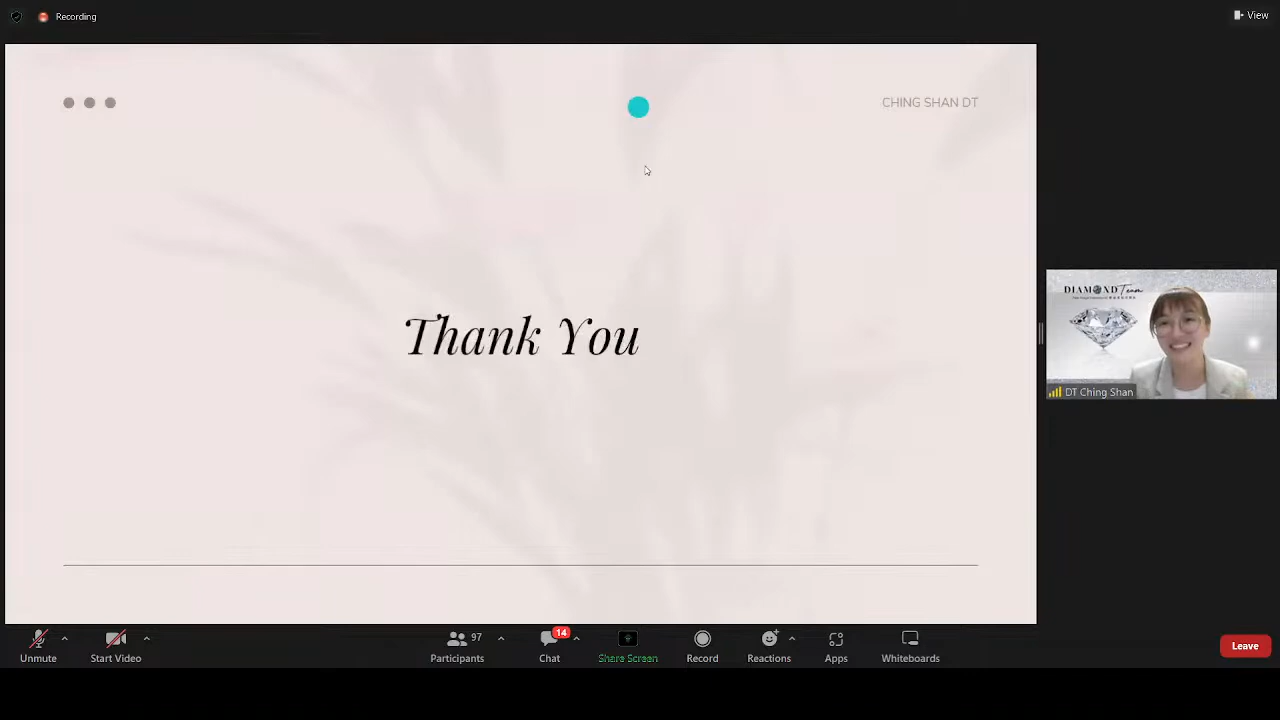 Recording
View
CHING SHAN DT
Thank You
DIAMOND Team
DT Ching Shan
97
14
Unmute
Start Video
Participants
Chat
Share Screen
Record
Reactions
Apps
Whiteboards
Leave